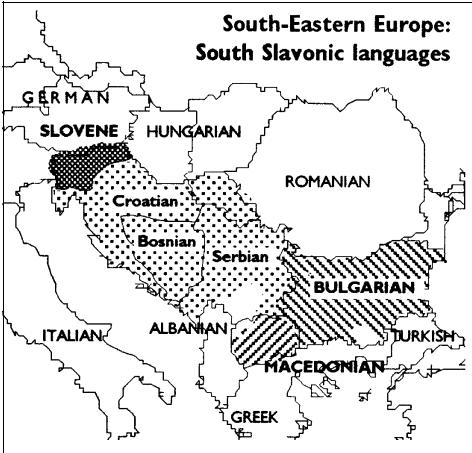 South-Eastern Europe:
South Slavonic languages
GERMAN
SLOVENE
HUNGARIAN
ROMANIAN
Croatian
Bosnian
Serbian
BULGARIAN
ITALIAN
ALBANIAN
TURKISH
MACEDONIAN
GREEK